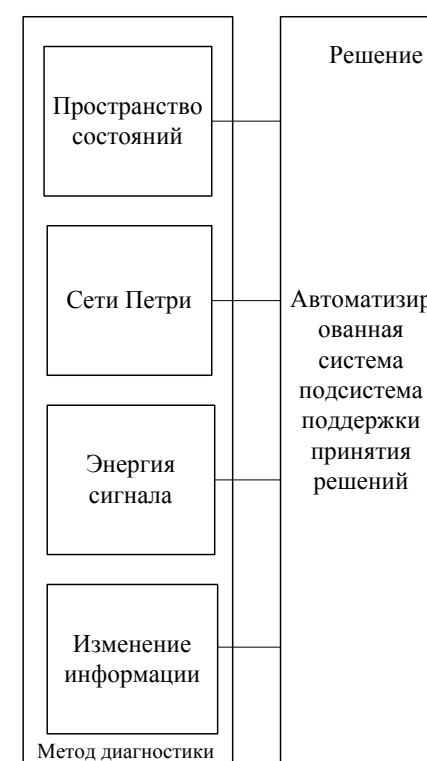 Пространство
состояний
Сети Петри
Энергия
сигнала
Изменение
информации
Метод диагностики
Решение
Автоматизир
ованная
система
подсистема
поддержки
принятия
решений